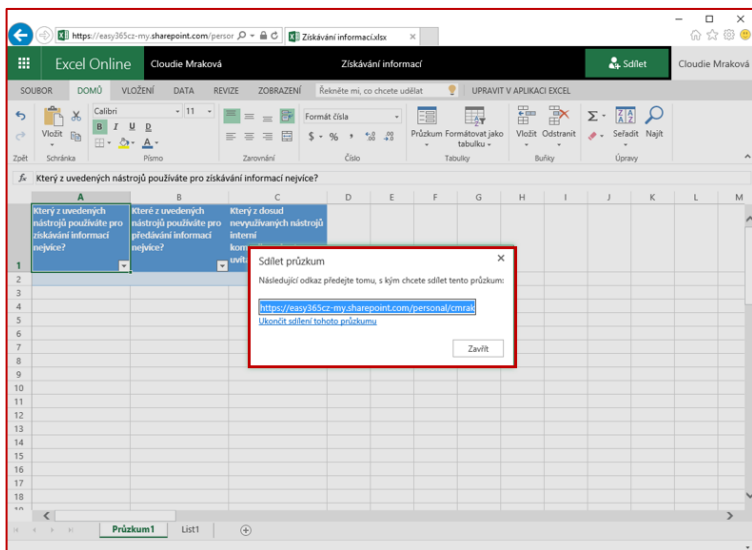 https://easy365cz-my.sharepoint.com/persor
Získávání informací.xlsx
Excel Online
Cloudie Mraková
Získávání informací
Sdílet
Cloudie Mraková
SOUBOR DOMŮ VLOŽENÍ DATA REVIZE ZOBRAZENÍ Řekněte mi, co chcete udělat UPRAVIT V APLIKACI EXCEL
Calibri 11 Formát čísla
B I U D
$ - %
Vložit Průzkum Formátovat jako tabulku Vložit Odstranit Seřadit Najít
Zpět Schránka Písmo Zarovnání Číslo Tabulky Buňky Úpravy
fx Který z uvedených nástrojů používáte pro získávání informací nejvíce?
A B C D E F G H I J K L M
Který z uvedených nástrojů používáte pro získávání informací nejvíce?
Které z uvedených nástrojů používáte pro předávání informací nejvíce?
Který z dosud nevyužívaných nástrojů interní
1
2
3
4
5
6
7
8
9
10
11
12
13
14
15
16
17
18
Sdílet průzkum
Následující odkaz předejte tomu, s kým chcete sdílet tento průzkum:
https://easy365cz-my.sharepoint.com/personal/cmrak
Ukončit sdílení tohoto průzkumu
Zavřít
Průzkum1 List1